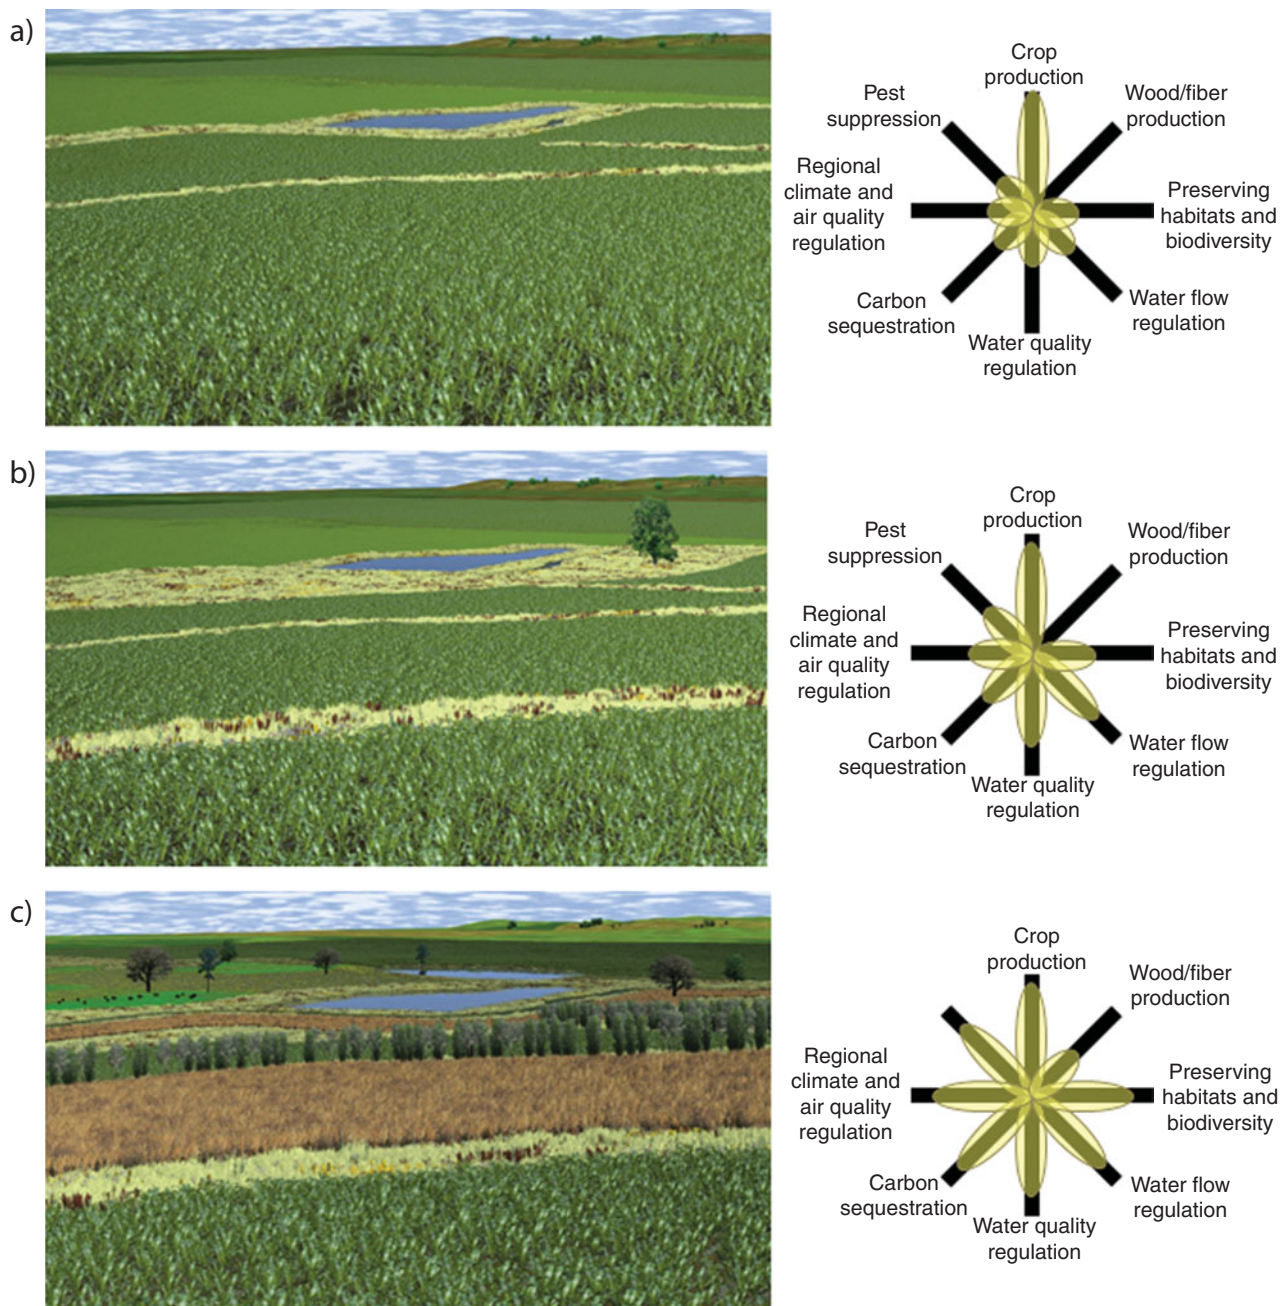 a)
Crop
production
Pest
suppression
Wood/fiber
production
Regional
climate and
air quality
regulation
Preserving
habitats and
biodiversity
Carbon
sequestration
Water flow
regulation
Water quality
regulation
b)
Crop
production
Pest
suppression
Wood/fiber
production
Regional
climate and
air quality
regulation
Preserving
habitats and
biodiversity
Carbon
sequestration
Water flow
regulation
Water quality
regulation
c)
Crop
production
Wood/fiber
production
Regional
climate and
air quality
regulation
Preserving
habitats and
biodiversity
Carbon
sequestration
Water flow
regulation
Water quality
regulation